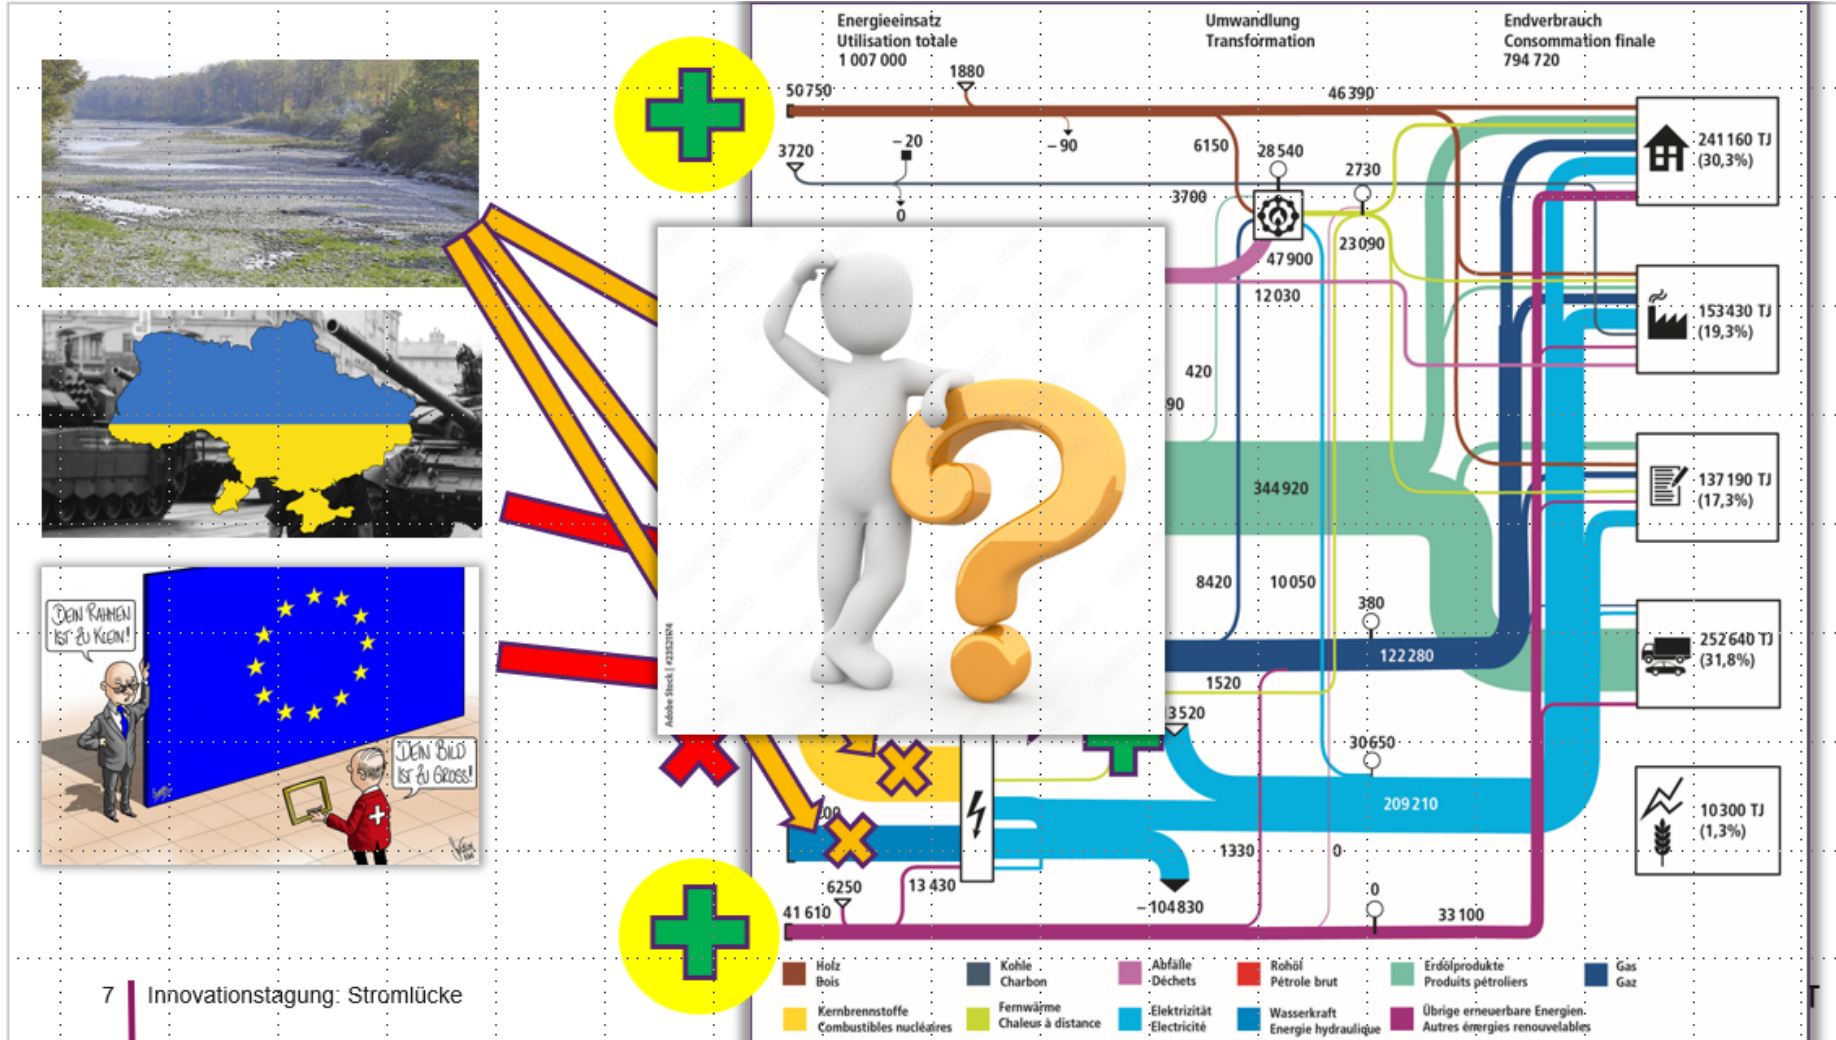 Energieeinsatz
Utilisation totale
1 007 000
Umwandlung
Transformation
Endverbrauch
Consommation finale
794 720
50 750
1880
46 390
3720
– 20
– 90
0
6150
28 540
2730
3700
23 090
47 900
12 030
241 160 TJ
(30,3%)
153 430 TJ
(19,3%)
420
90
344 920
137 190 TJ
(17,3%)
8420
10 050
380
122 280
1520
252 640 TJ
(31,8%)
DEIN RAHMEN
IST ZU KLEIN!
DEIN BILD
IST ZU GROSS!
Adobe Stock | #23521874
3520
30 650
209 210
10 300 TJ
(1,3%)
1330
0
6250
13 430
– 104 830
41 610
0
33 100
Holz
Bois
Kohle
Charbon
Abfälle
Déchets
Rohöl
Pétrole brut
Erdölprodukte
Produits pétroliers
Gas
Gaz
Kernbrennstoffe
Combustibles nucléaires
Fernwärme
Chaleur à distance
Elektrizität
Electricité
Wasserkraft
Energie hydraulique
Übrige erneuerbare Energien
Autres énergies renouvelables
7
Innovationstagung: Stromlücke
T